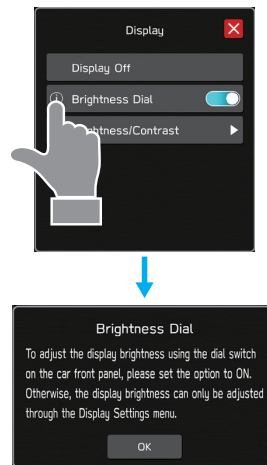 Display
Display Off
Brightness Dial
ghtness/Contrast
Brightness Dial
To adjust the display brightness using the dial switch
on the car front panel, please set the option to ON.
Otherwise, the display brightness can only be adjusted
through the Display Settings menu.
OK